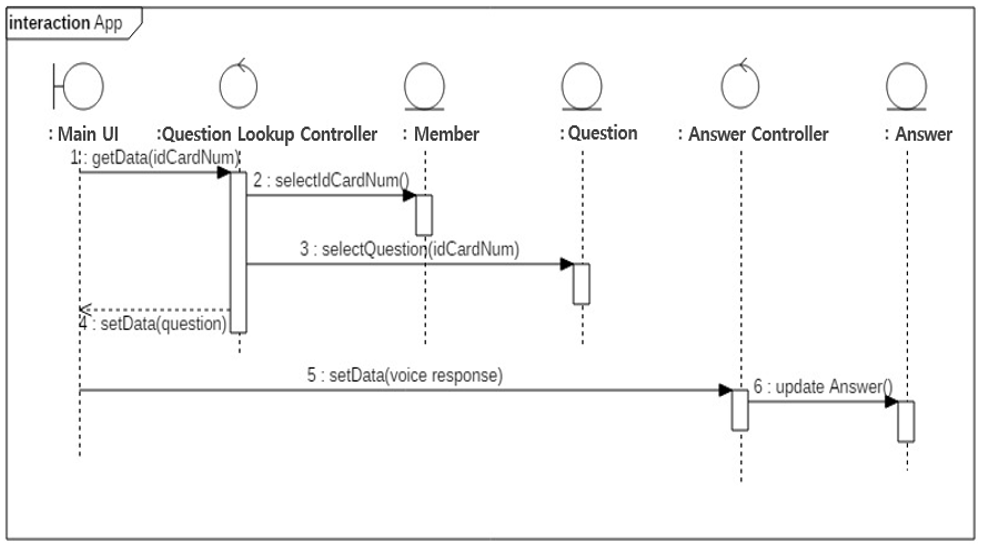 interaction App
: Main UI
:Question Lookup Controller
: Member
:Question
: Answer Controller
: Answer
1 : getData(idCardNum)
2 : selectIdCardNum()
3 : selectQuestion(idCardNum)
4 : setData(question)
5 : setData(voice response)
6 : update Answer()